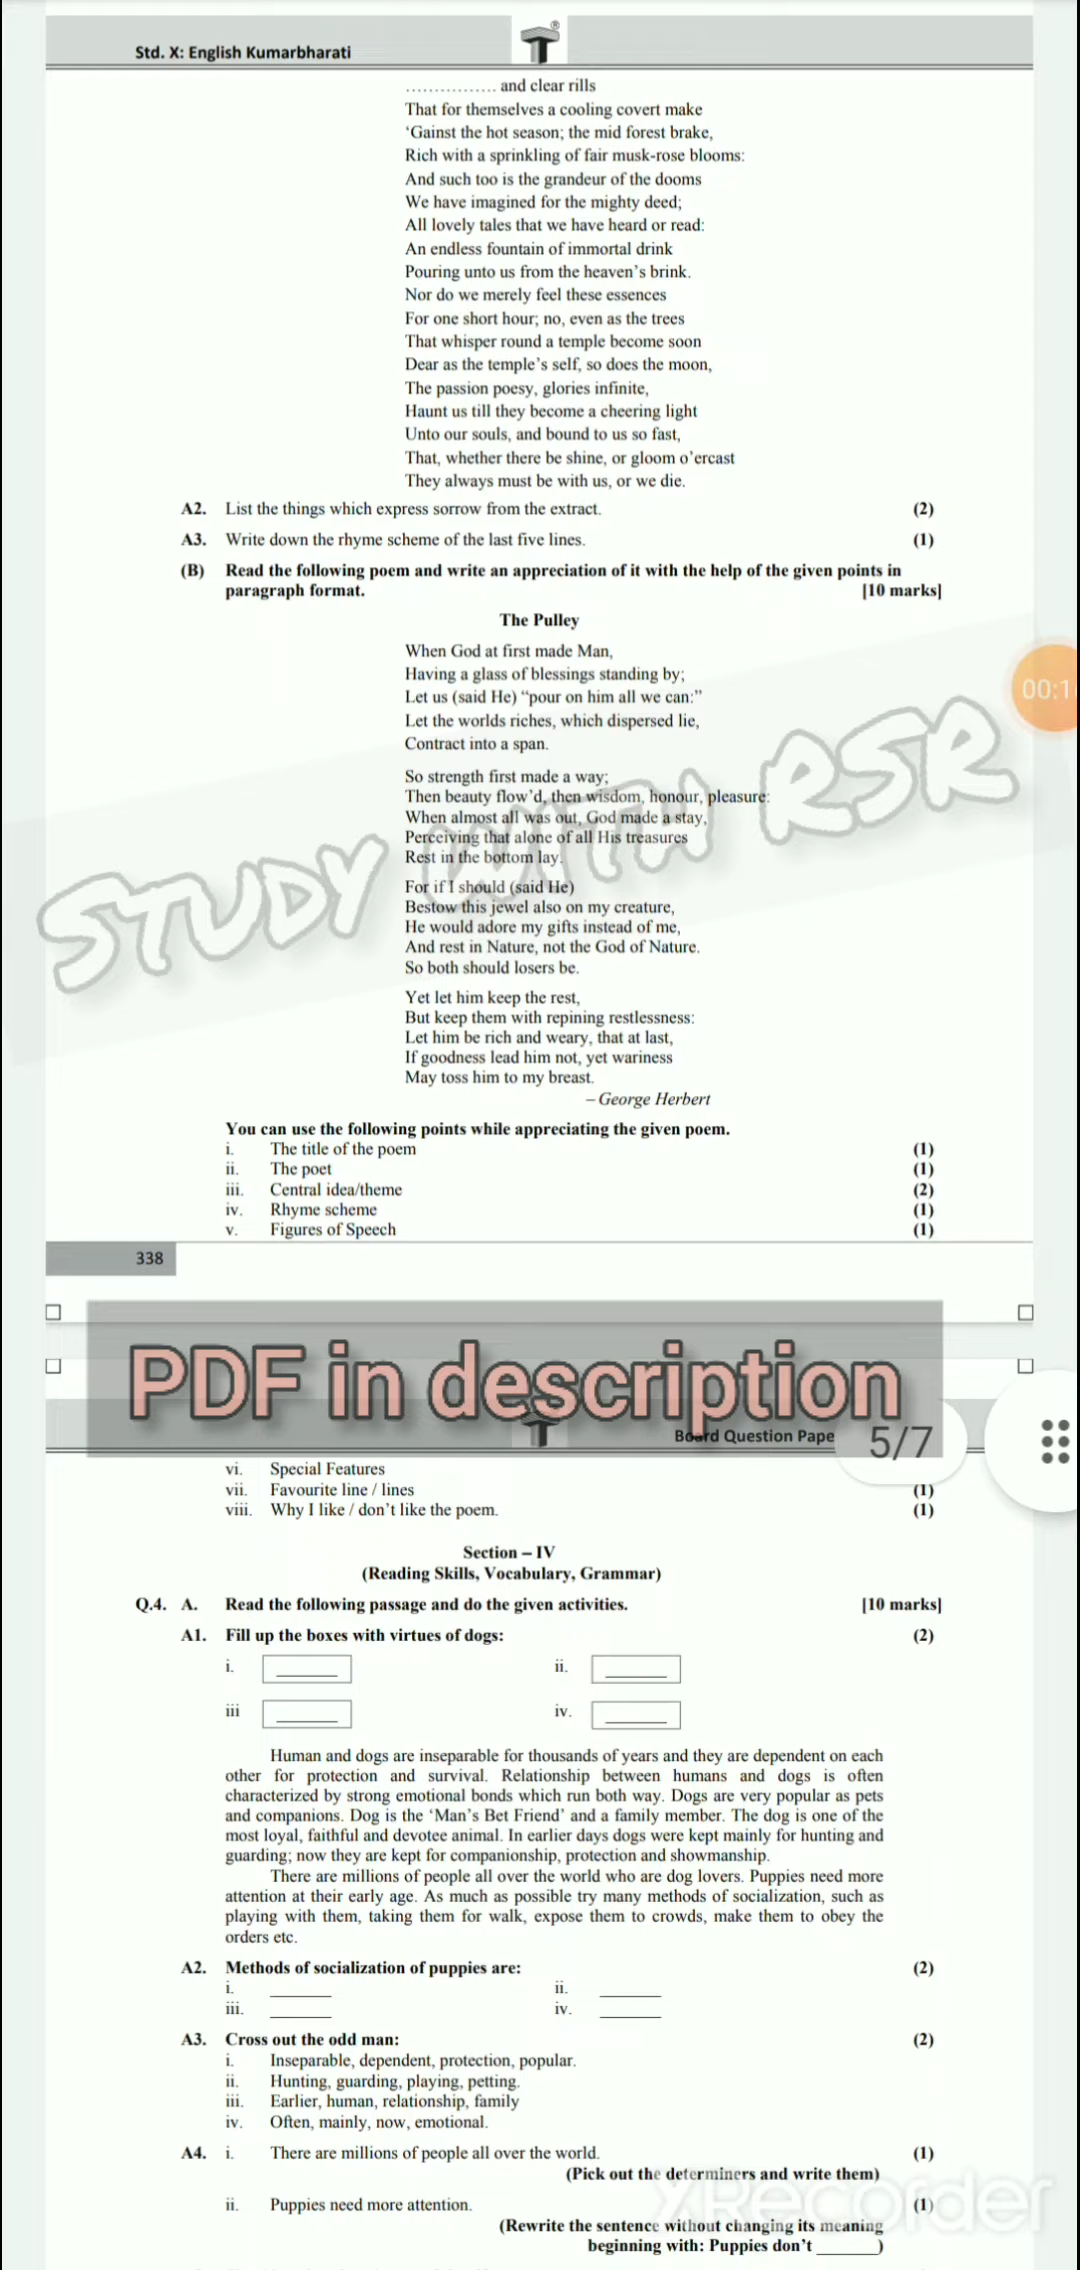 Std. X: English Kumarbharati
T®
................ and clear rills
That for themselves a cooling covert make
‘Gainst the hot season; the mid forest brake,
Rich with a sprinkling of fair musk-rose blooms:
And such too is the grandeur of the dooms
We have imagined for the mighty deed;
All lovely tales that we have heard or read:
An endless fountain of immortal drink
Pouring unto us from the heaven’s brink.
Nor do we merely feel these essences
For one short hour; no, even as the trees
That whisper round a temple become soon
Dear as the temple’s self, so does the moon,
The passion poesy, glories infinite,
Haunt us till they become a cheering light
Unto our souls, and bound to us so fast,
That, whether there be shine, or gloom o’ercast
They always must be with us, or we die.
A2. List the things which express sorrow from the extract. (2)
A3. Write down the rhyme scheme of the last five lines. (1)
(B) Read the following poem and write an appreciation of it with the help of the given points in
paragraph format. [10 marks]
The Pulley
When God at first made Man,
Having a glass of blessings standing by;
Let us (said He) “pour on him all we can:”
00:1
Let the worlds riches, which dispersed lie,
Contract into a span.
So strength first made a way;
Then beauty flow’d, then wisdom, honour, pleasure:
When almost all was out, God made a stay,
Perceiving that alone of all His treasures
Rest in the bottom lay.
STUDY WITH RSR
For if I should (said He)
Bestow this jewel also on my creature,
He would adore my gifts instead of me,
And rest in Nature, not the God of Nature.
So both should losers be.
Yet let him keep the rest,
But keep them with repining restlessness:
Let him be rich and weary, that at last,
If goodness lead him not, yet wariness
May toss him to my breast.
– George Herbert
You can use the following points while appreciating the given poem.
i. The title of the poem (1)
ii. The poet (1)
iii. Central idea/theme (2)
iv. Rhyme scheme (1)
v. Figures of Speech (1)
338
PDF in description
T
Board Question Pape
5/7
vi. Special Features
vii. Favourite line / lines (1)
viii. Why I like / don’t like the poem. (1)
Section – IV
(Reading Skills, Vocabulary, Grammar)
Q.4. A. Read the following passage and do the given activities. [10 marks]
A1. Fill up the boxes with virtues of dogs: (2)
i. _______ ii. _______
iii _______ iv. _______
Human and dogs are inseparable for thousands of years and they are dependent on each
other for protection and survival. Relationship between humans and dogs is often
characterized by strong emotional bonds which run both way. Dogs are very popular as pets
and companions. Dog is the ‘Man’s Bet Friend’ and a family member. The dog is one of the
most loyal, faithful and devotee animal. In earlier days dogs were kept mainly for hunting and
guarding; now they are kept for companionship, protection and showmanship.
There are millions of people all over the world who are dog lovers. Puppies need more
attention at their early age. As much as possible try many methods of socialization, such as
playing with them, taking them for walk, expose them to crowds, make them to obey the
orders etc.
A2. Methods of socialization of puppies are: (2)
i. _______ ii. _______
iii. _______ iv. _______
A3. Cross out the odd man: (2)
i. Inseparable, dependent, protection, popular.
ii. Hunting, guarding, playing, petting.
iii. Earlier, human, relationship, family
iv. Often, mainly, now, emotional.
A4. i. There are millions of people all over the world. (1)
(Pick out the determiners and write them)
XRecorder
ii. Puppies need more attention. (1)
(Rewrite the sentence without changing its meaning
beginning with: Puppies don’t _______)